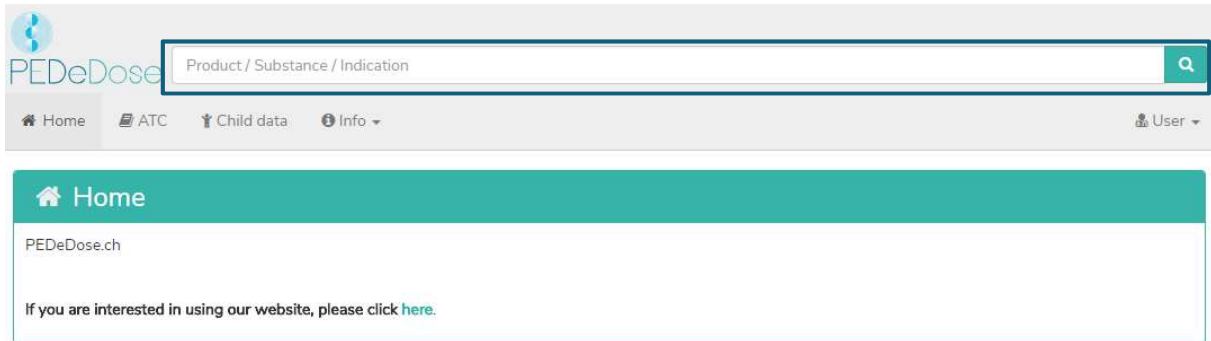 PEDeDose
Product / Substance / Indication
Home ATC Child data Info User
Home
PEDeDose.ch
If you are interested in using our website, please click here.